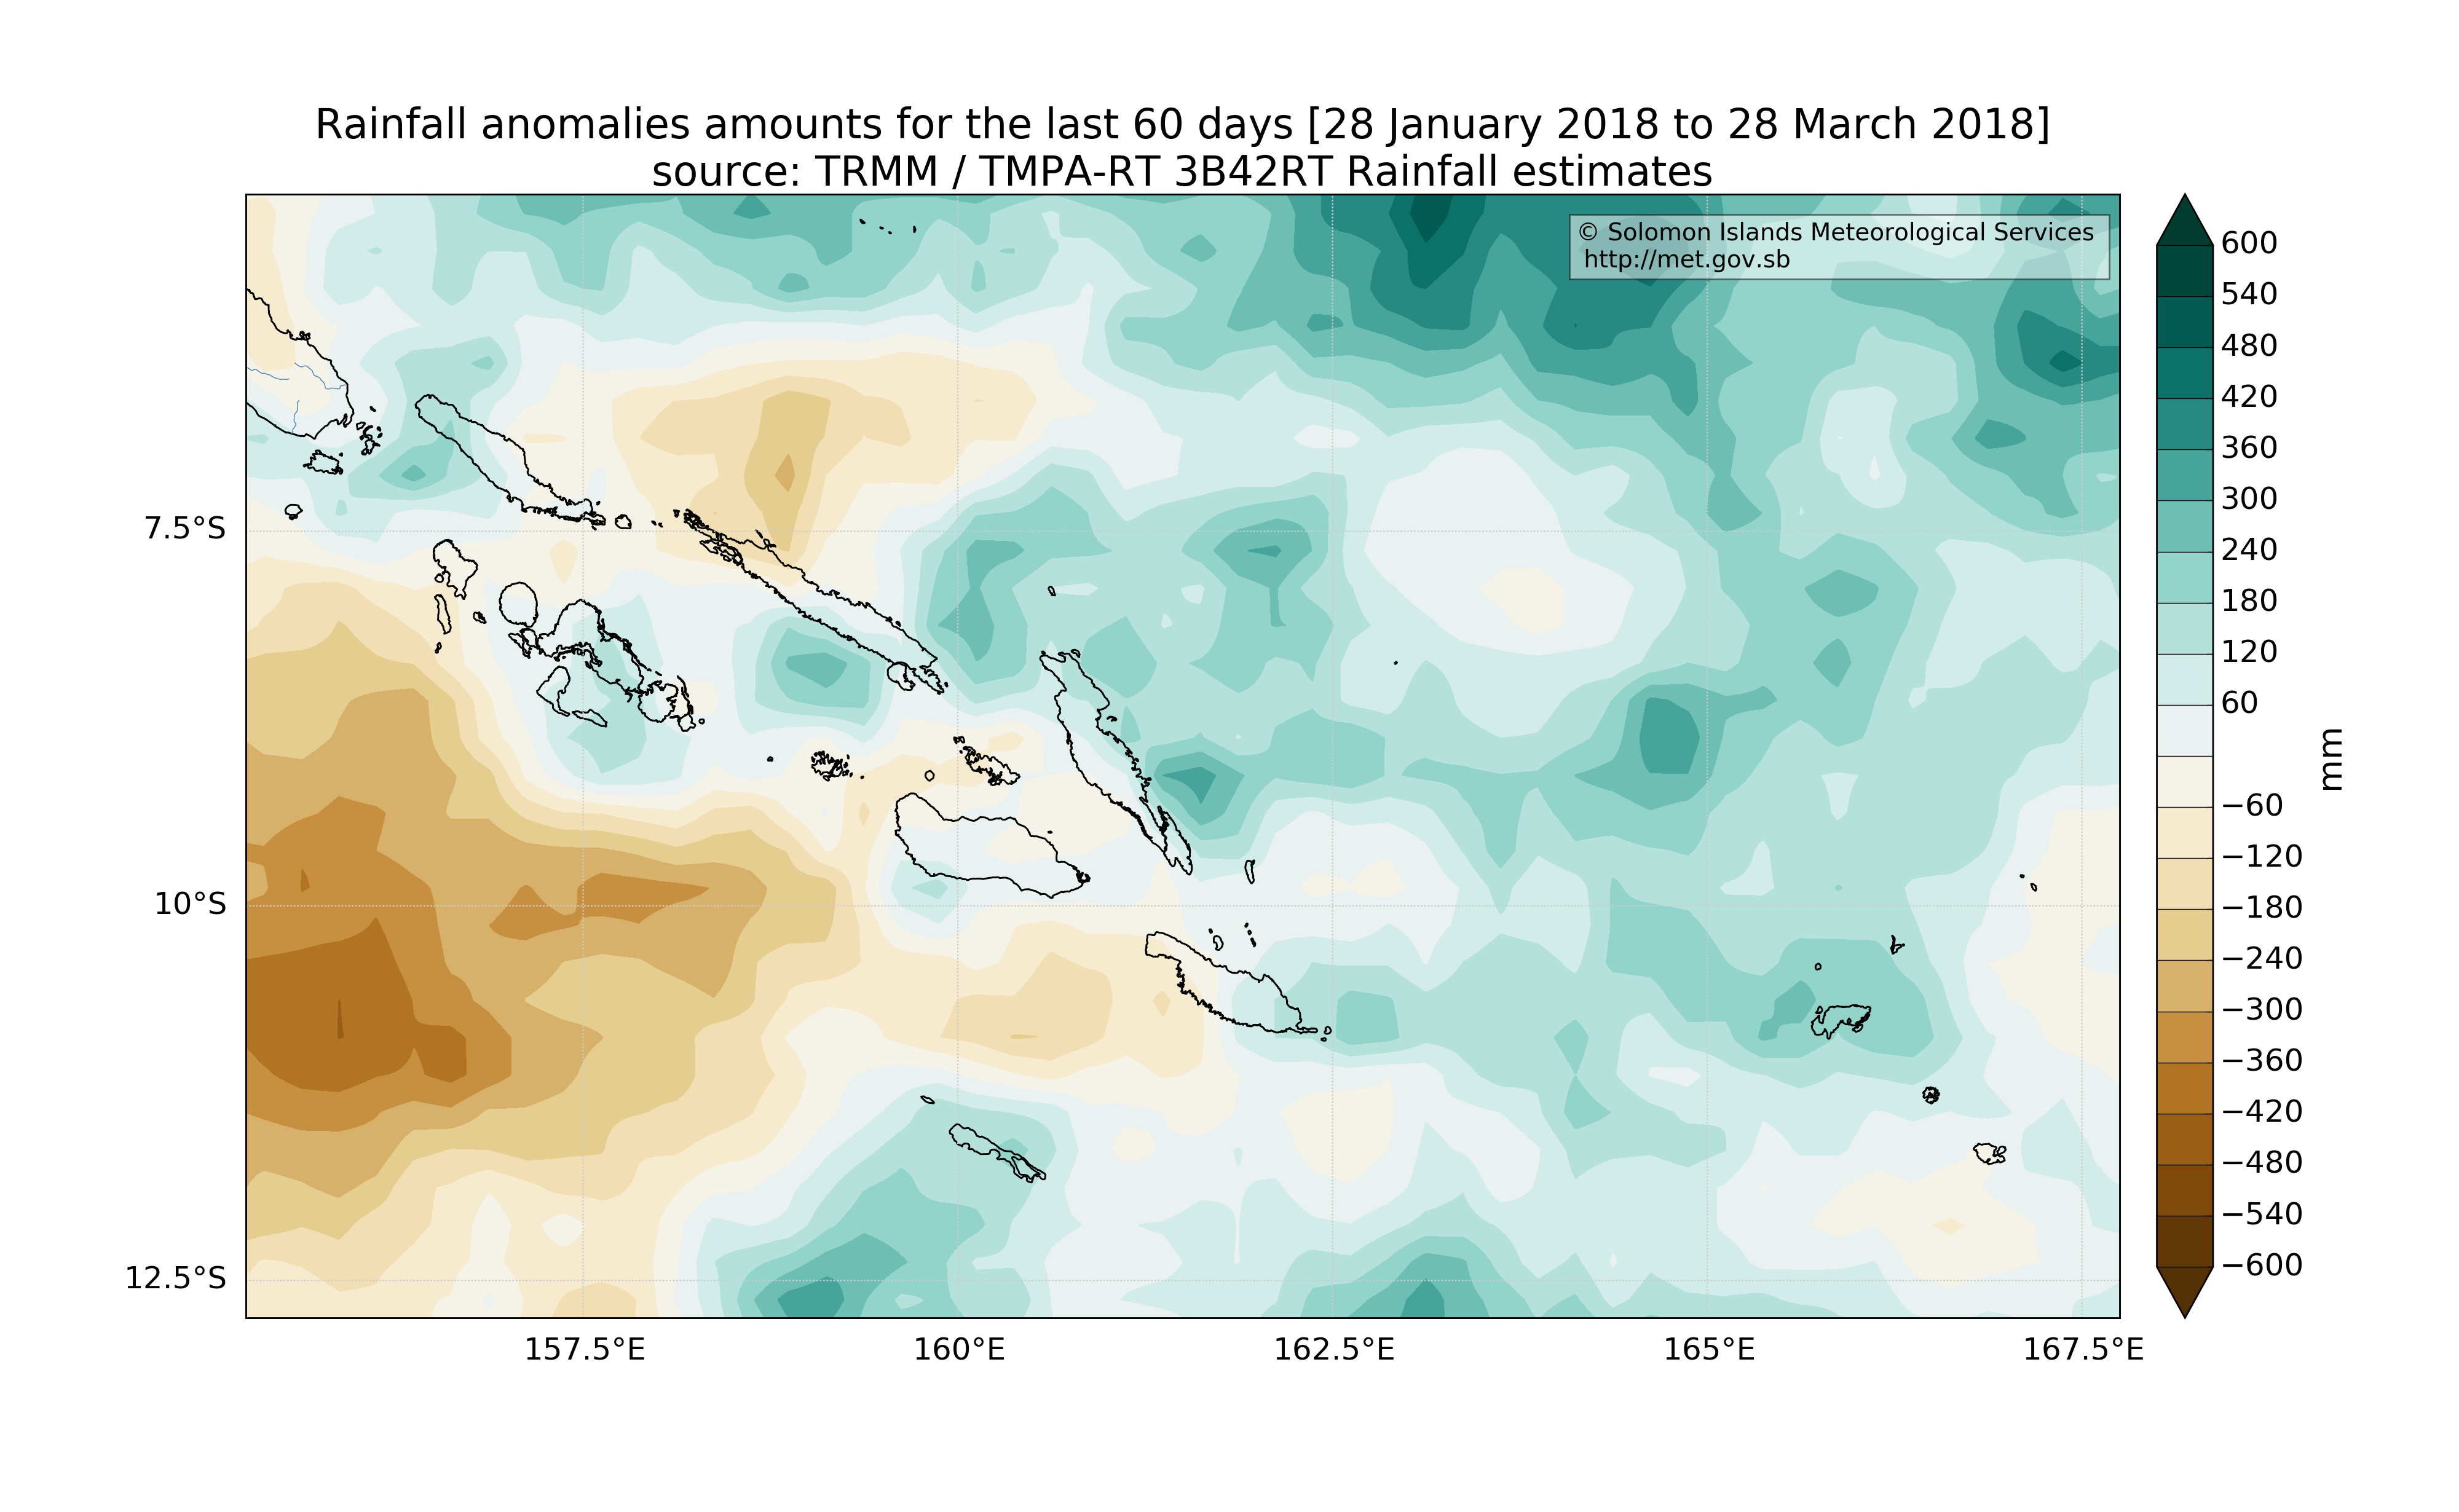 Rainfall anomalies amounts for the last 60 days [28 January 2018 to 28 March 2018]
source: TRMM / TMPA-RT 3B42RT Rainfall estimates
© Solomon Islands Meteorological Services
http://met.gov.sb
7.5°S
10°S
12.5°S
157.5°E
160°E
162.5°E
165°E
167.5°E
600
540
480
420
360
300
240
180
120
60
−60
−120
−180
−240
−300
−360
−420
−480
−540
−600
mm